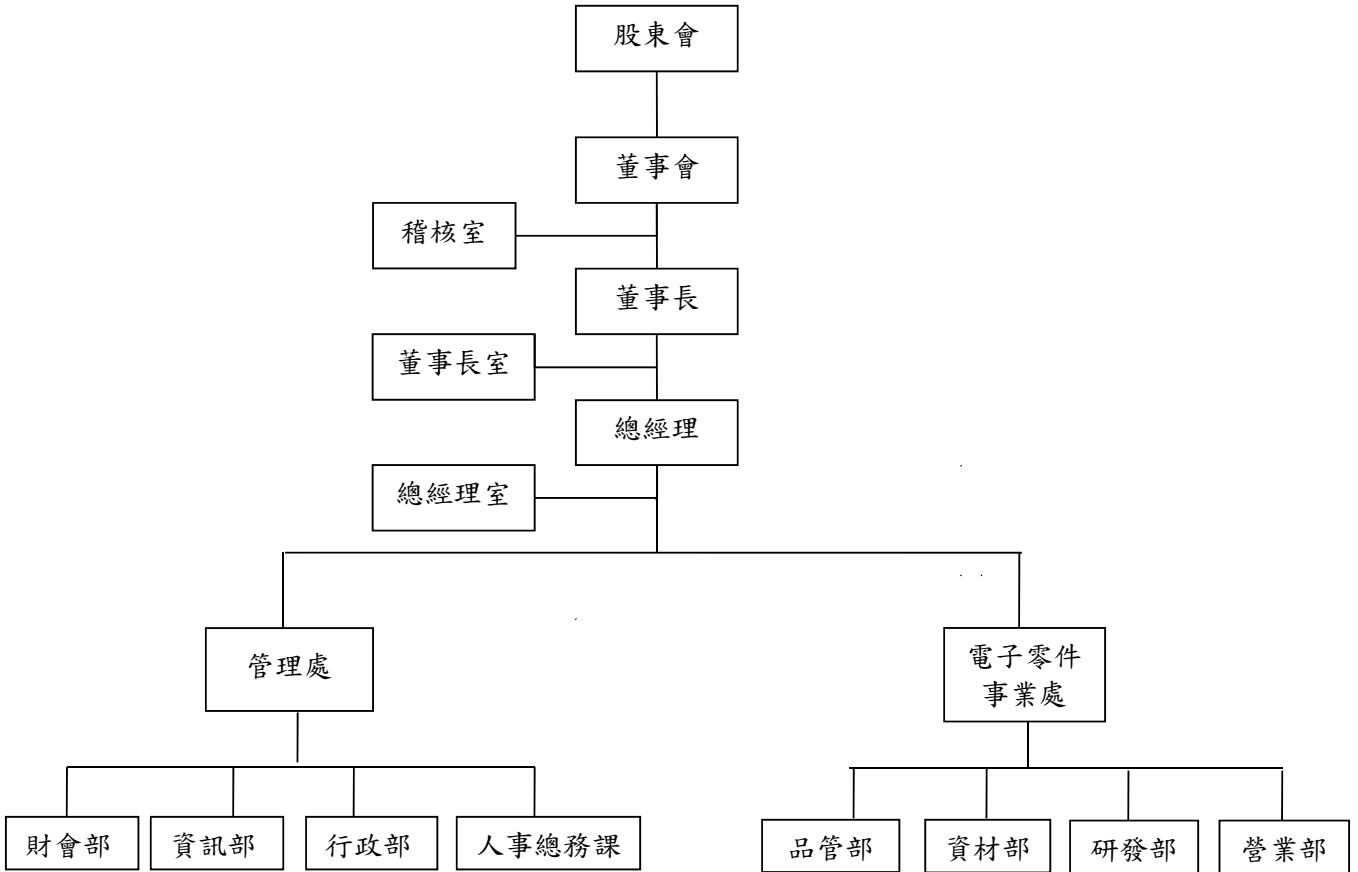 股東會
董事會
稽核室
董事長
董事長室
總經理
總經理室
管理處
電子零件
事業處
財會部
資訊部
行政部
人事總務課
品管部
資材部
研發部
營業部